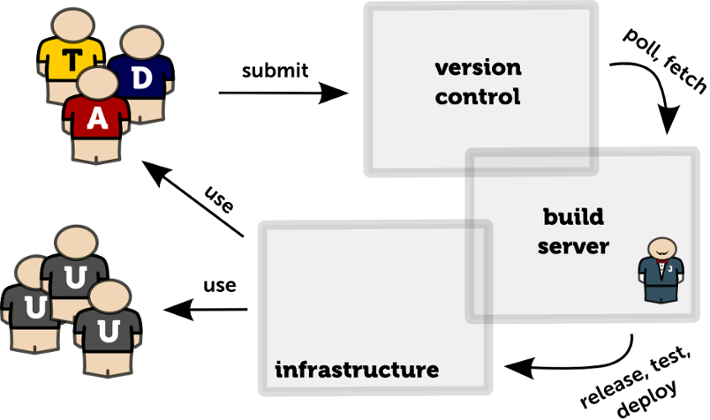 T
D
A
submit
version
control
poll, fetch
build
server
J
use
use
U
U
U
infrastructure
release, test,
deploy